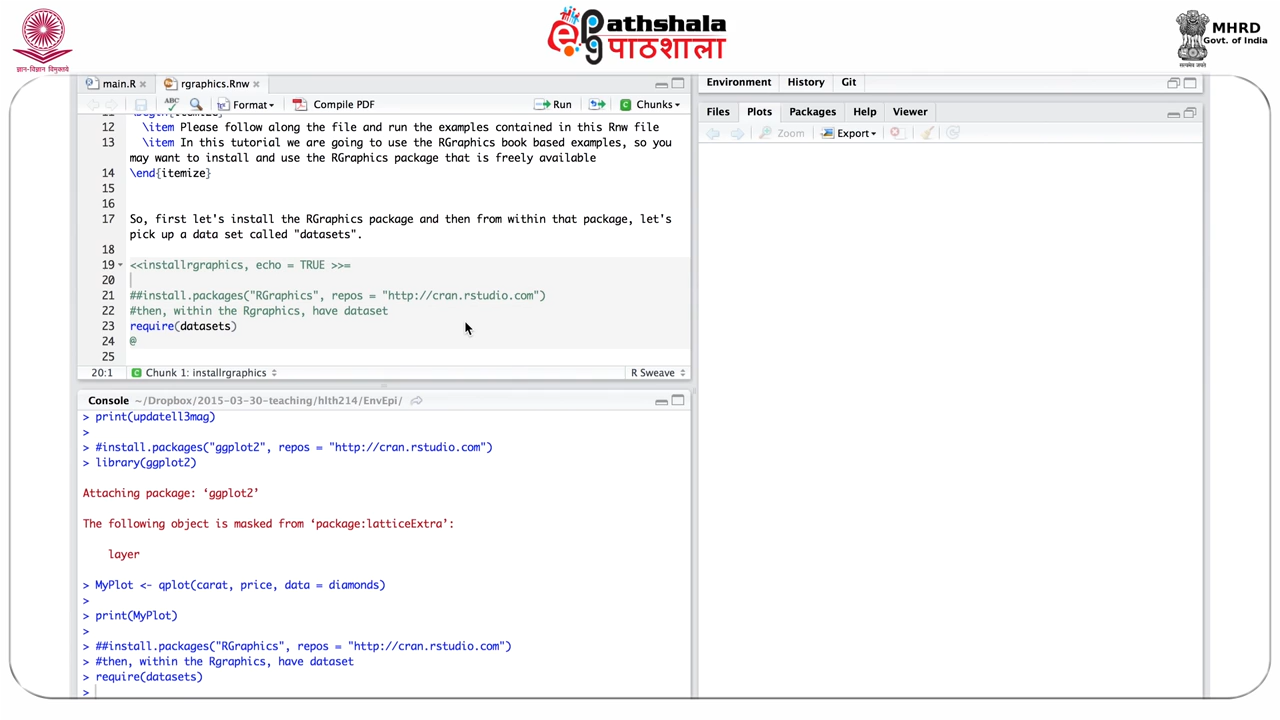 ज्ञान-विज्ञान विमुक्तये
Pathshala
पाठशाला
MHRD
Govt. of India
main.R
rgraphics.Rnw
Format
Compile PDF
Run
Chunks
12 \item Please follow along the file and run the examples contained in this Rnw file
13 \item In this tutorial we are going to use the RGraphics book based examples, so you
may want to install and use the RGraphics package that is freely available
14 \end{itemize}
15
16
17 So, first let's install the RGraphics package and then from within that package, let's
pick up a data set called "datasets".
18
19 <<installrgraphics, echo = TRUE >>=
20
21 ##install.packages("RGraphics", repos = "http://cran.rstudio.com")
22 #then, within the Rgraphics, have dataset
23 require(datasets)
24 @
25
20:1 Chunk 1: installrgraphics R Sweave
Console ~/Dropbox/2015-03-30-teaching/hlth214/EnvEpi/
> print(updatell3mag)
>
> #install.packages("ggplot2", repos = "http://cran.rstudio.com")
> library(ggplot2)
Attaching package: ‘ggplot2’
The following object is masked from ‘package:latticeExtra’:
layer
> MyPlot <- qplot(carat, price, data = diamonds)
>
> print(MyPlot)
>
> ##install.packages("RGraphics", repos = "http://cran.rstudio.com")
> #then, within the Rgraphics, have dataset
> require(datasets)
>
Environment History Git
Files Plots Packages Help Viewer
Zoom Export